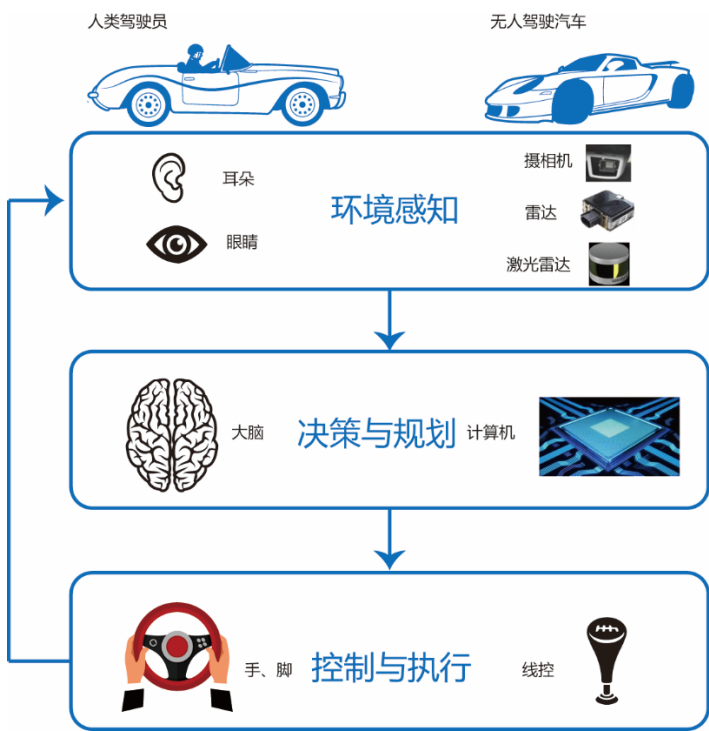 人类驾驶员
无人驾驶汽车
耳朵
眼睛
环境感知
摄相机
雷达
激光雷达
大脑
决策与规划
计算机
手、脚
控制与执行
线控